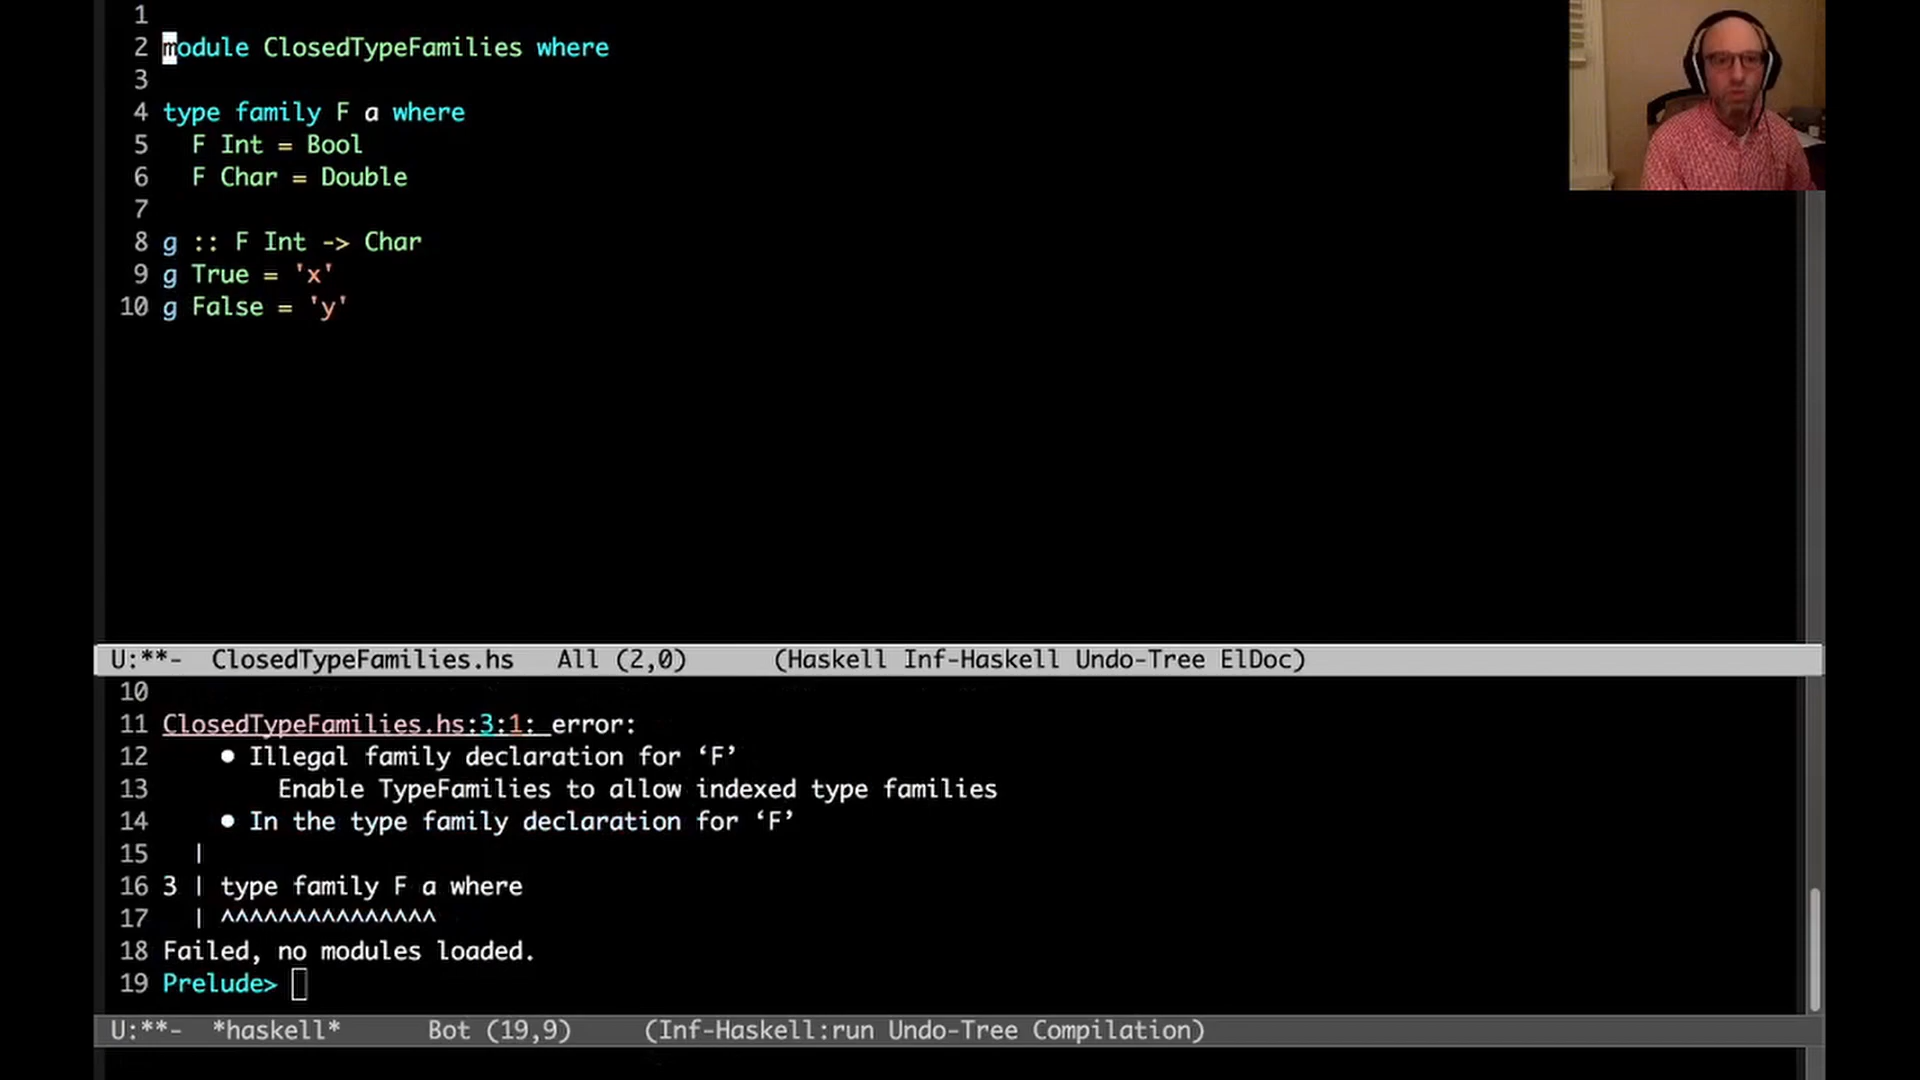 1
2 module ClosedTypeFamilies where
3
4 type family F a where
5   F Int = Bool
6   F Char = Double
7
8 g :: F Int -> Char
9 g True = 'x'
10 g False = 'y'
U:**-  ClosedTypeFamilies.hs   All (2,0)      (Haskell Inf-Haskell Undo-Tree ElDoc)
10
11 ClosedTypeFamilies.hs:3:1: error:
12     • Illegal family declaration for ‘F’
13         Enable TypeFamilies to allow indexed type families
14     • In the type family declaration for ‘F’
15   |
16 3 | type family F a where
17   | ^^^^^^^^^^^^^^^
18 Failed, no modules loaded.
19 Prelude>
U:**-  *haskell*      Bot (19,9)     (Inf-Haskell:run Undo-Tree Compilation)